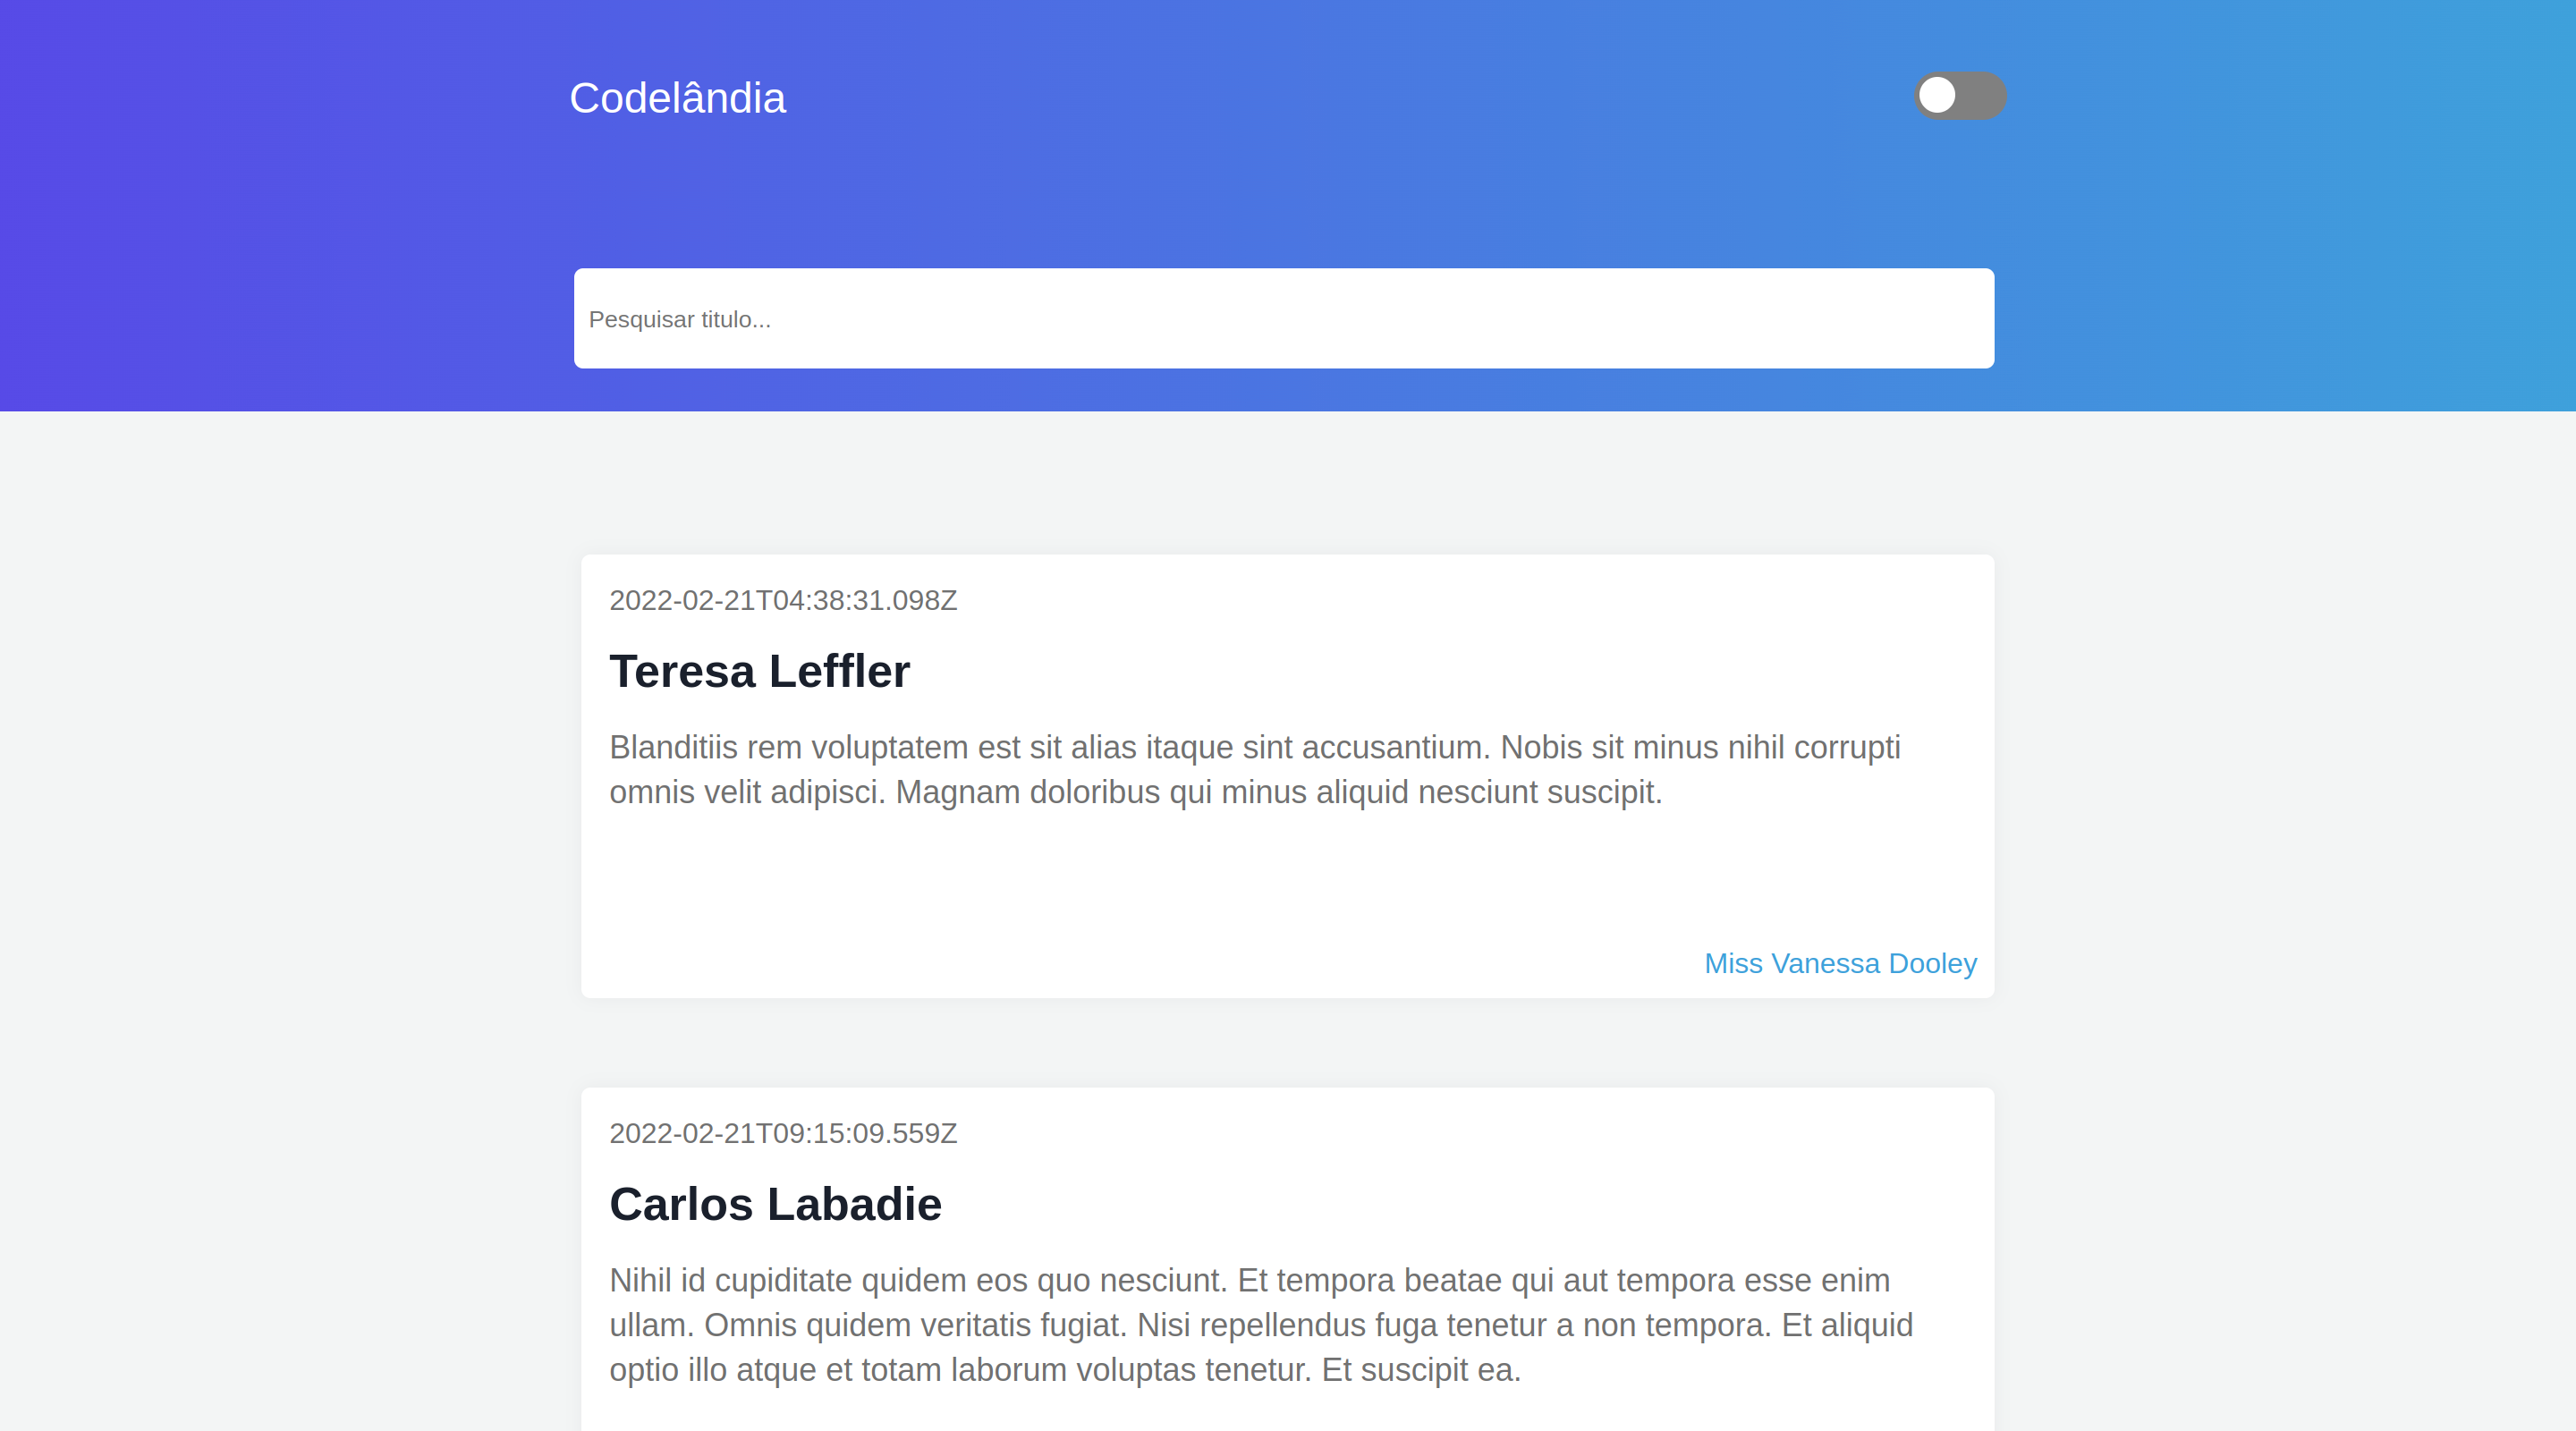 Codelândia
Pesquisar titulo...
2022-02-21T04:38:31.098Z
Teresa Leffler
Blanditiis rem voluptatem est sit alias itaque sint accusantium. Nobis sit minus nihil corrupti
omnis velit adipisci. Magnam doloribus qui minus aliquid nesciunt suscipit.
Miss Vanessa Dooley
2022-02-21T09:15:09.559Z
Carlos Labadie
Nihil id cupiditate quidem eos quo nesciunt. Et tempora beatae qui aut tempora esse enim
ullam. Omnis quidem veritatis fugiat. Nisi repellendus fuga tenetur a non tempora. Et aliquid
optio illo atque et totam laborum voluptas tenetur. Et suscipit ea.